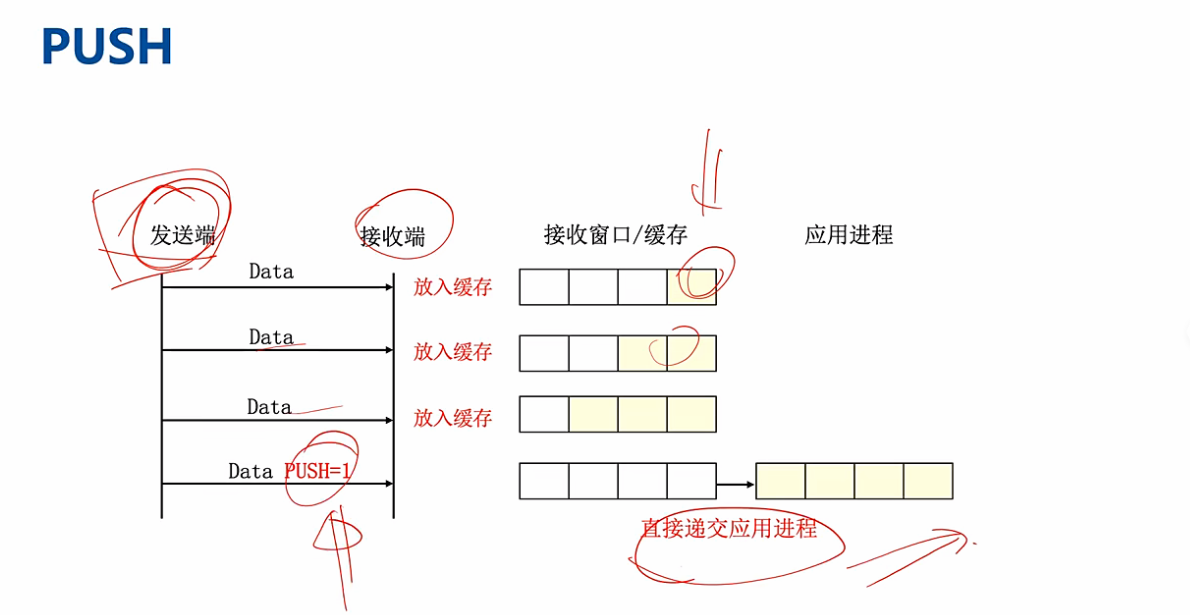 PUSH
发送端
接收端
接收窗口/缓存
应用进程
Data
放入缓存
Data
放入缓存
Data
放入缓存
Data PUSH=1
直接递交应用进程